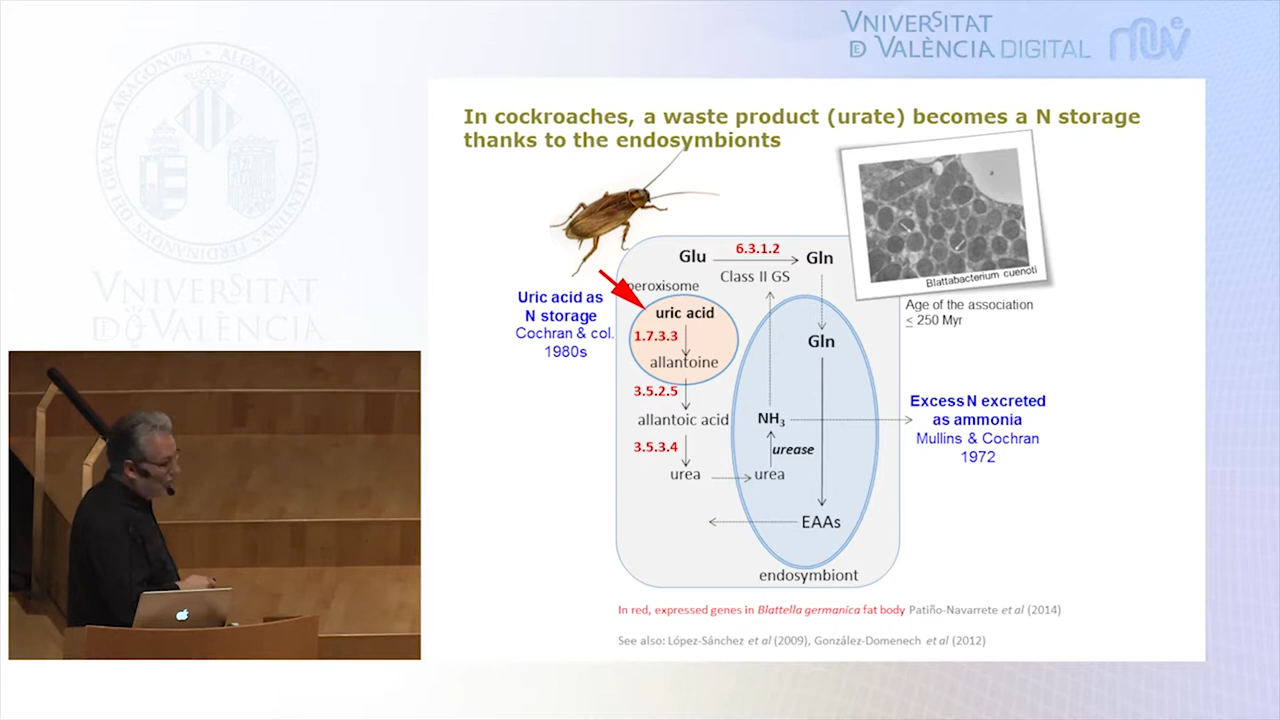 VNIVERSITAT
DE VALÈNCIA DIGITAL
In cockroaches, a waste product (urate) becomes a N storage
thanks to the endosymbionts
Blattabacterium cuenoti
Age of the association
< 250 Myr
Glu
6.3.1.2
Gln
Class II GS
peroxisome
Uric acid as
N storage
Cochran & col.
1980s
uric acid
1.7.3.3
allantoine
3.5.2.5
allantoic acid
3.5.3.4
urea
Gln
NH3
urease
urea
EAAs
endosymbiont
Excess N excreted
as ammonia
Mullins & Cochran
1972
In red, expressed genes in Blattella germanica fat body Patiño-Navarrete et al (2014)
See also: López-Sánchez et al (2009), González-Domenech et al (2012)
VNIVERSITAT
DE VALÈNCIA